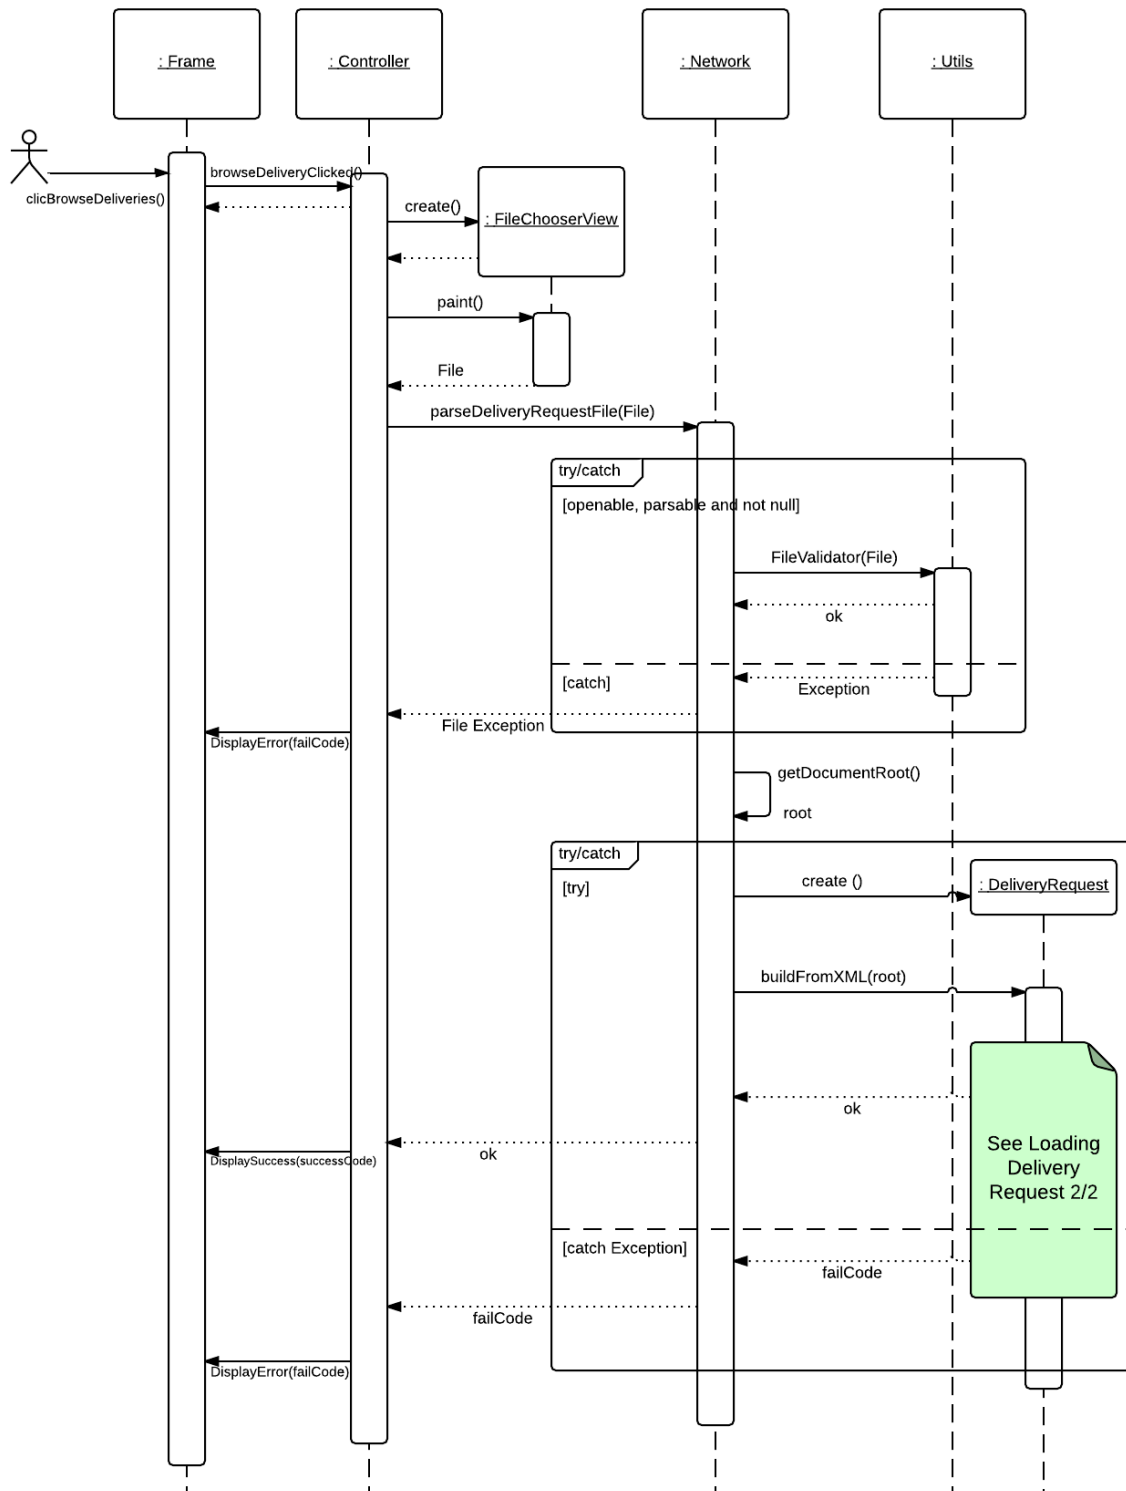 : Frame
: Controller
: Network
: Utils
browseDeliveryClicked()
clicBrowseDeliveries()
create()
: FileChooserView
paint()
File
parseDeliveryRequestFile(File)
try/catch
[openable, parsable and not null]
FileValidator(File)
ok
[catch]
Exception
File Exception
DisplayError(failCode)
getDocumentRoot()
root
try/catch
create ()
: DeliveryRequest
[try]
buildFromXML(root)
ok
See Loading
Delivery
Request 2/2
ok
DisplaySuccess(successCode)
[catch Exception]
failCode
failCode
DisplayError(failCode)